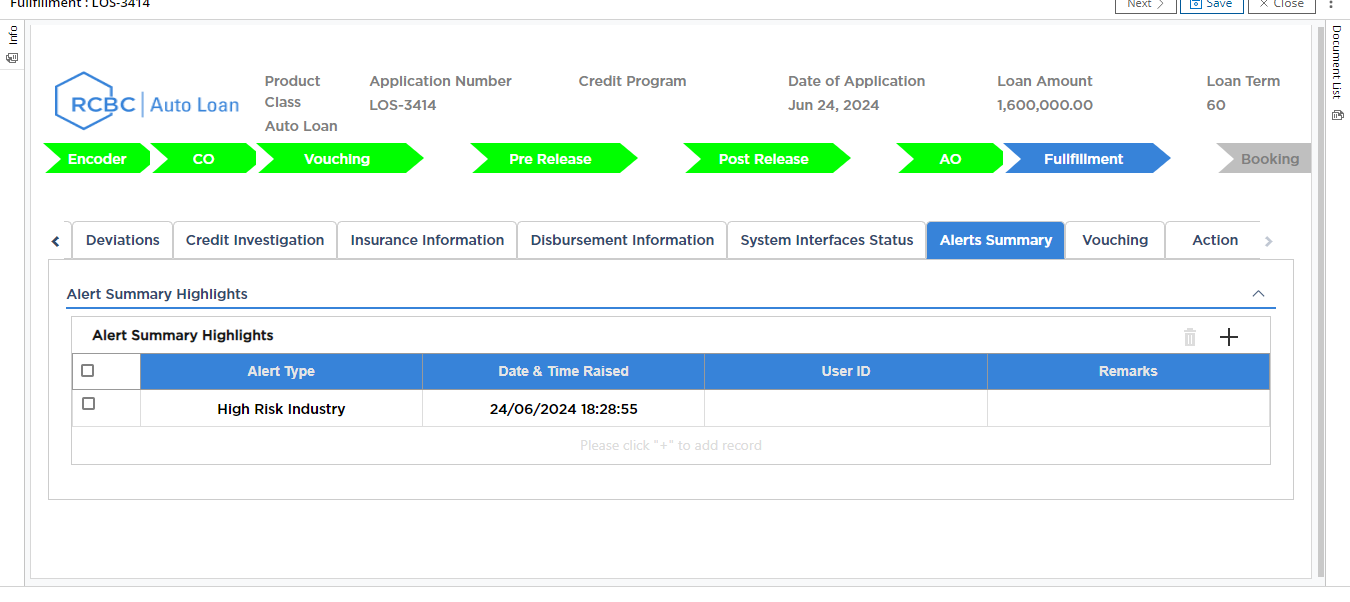 Fullfillment : LOS-3414
Next
Save
Close
Info
Document List
RCBC Auto Loan
Product Class
Auto Loan
Application Number
LOS-3414
Credit Program
Date of Application
Jun 24, 2024
Loan Amount
1,600,000.00
Loan Term
60
Encoder CO Vouching Pre Release Post Release AO Fullfillment Booking
Deviations Credit Investigation Insurance Information Disbursement Information System Interfaces Status Alerts Summary Vouching Action
Alert Summary Highlights
Alert Summary Highlights
Alert Type Date & Time Raised User ID Remarks
High Risk Industry 24/06/2024 18:28:55
Please click "+" to add record